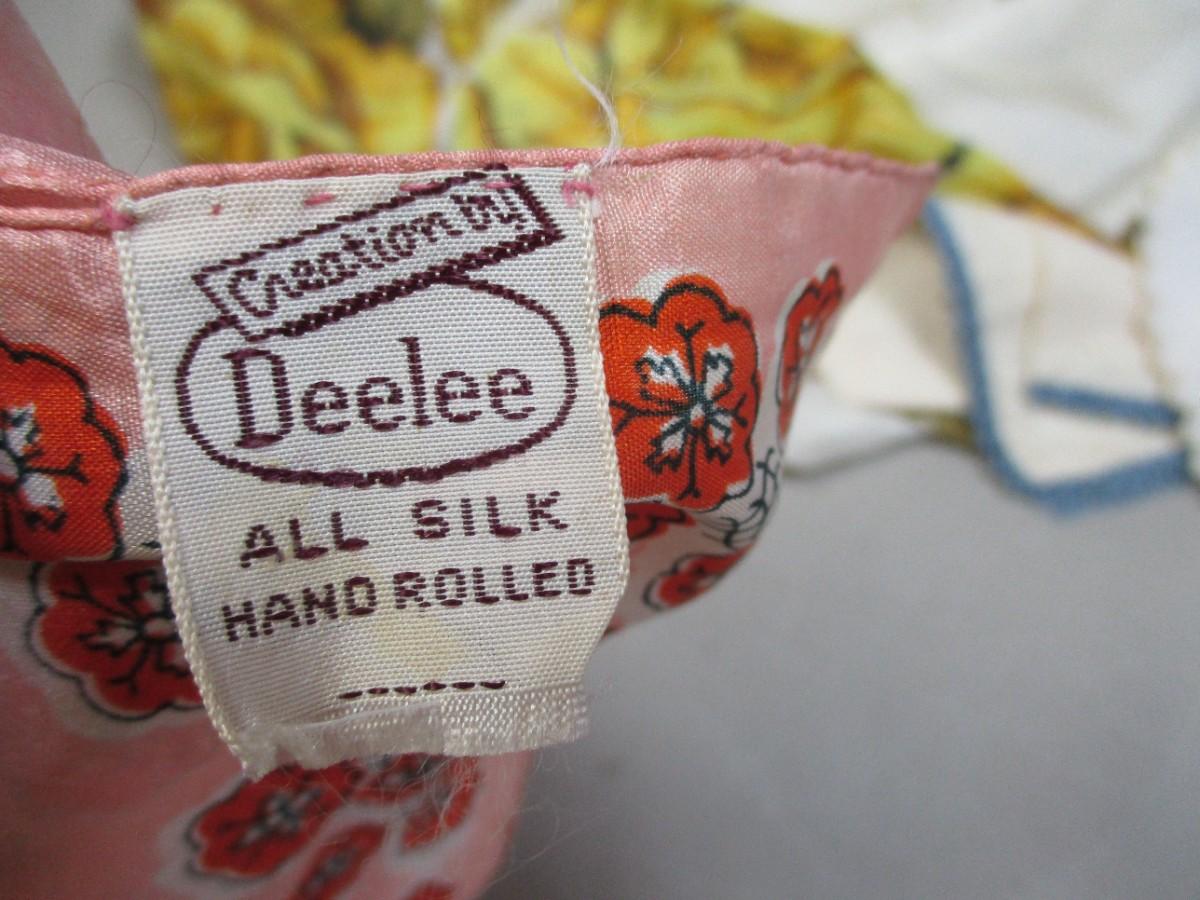 Creation by
Deelee
ALL SILK
HAND ROLLED